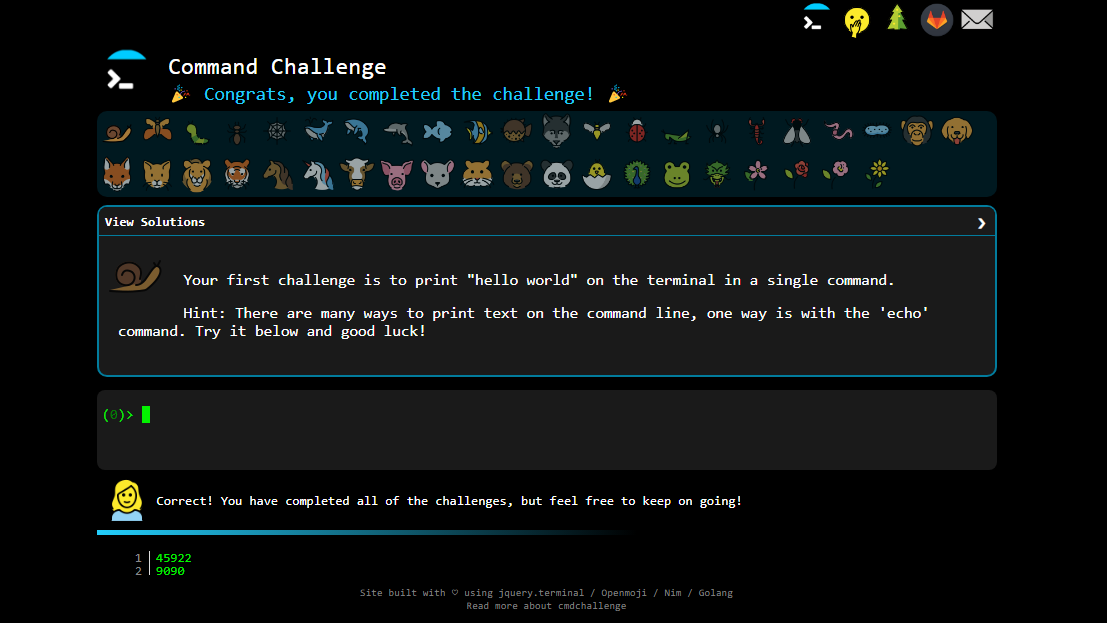 Command Challenge
Congrats, you completed the challenge!
View Solutions
Your first challenge is to print "hello world" on the terminal in a single command.
Hint: There are many ways to print text on the command line, one way is with the 'echo'
command. Try it below and good luck!
(0)>
Correct! You have completed all of the challenges, but feel free to keep on going!
1 45922
2 9090
Site built with ♡ using jquery.terminal / Openmoji / Nim / Golang
Read more about cmdchallenge